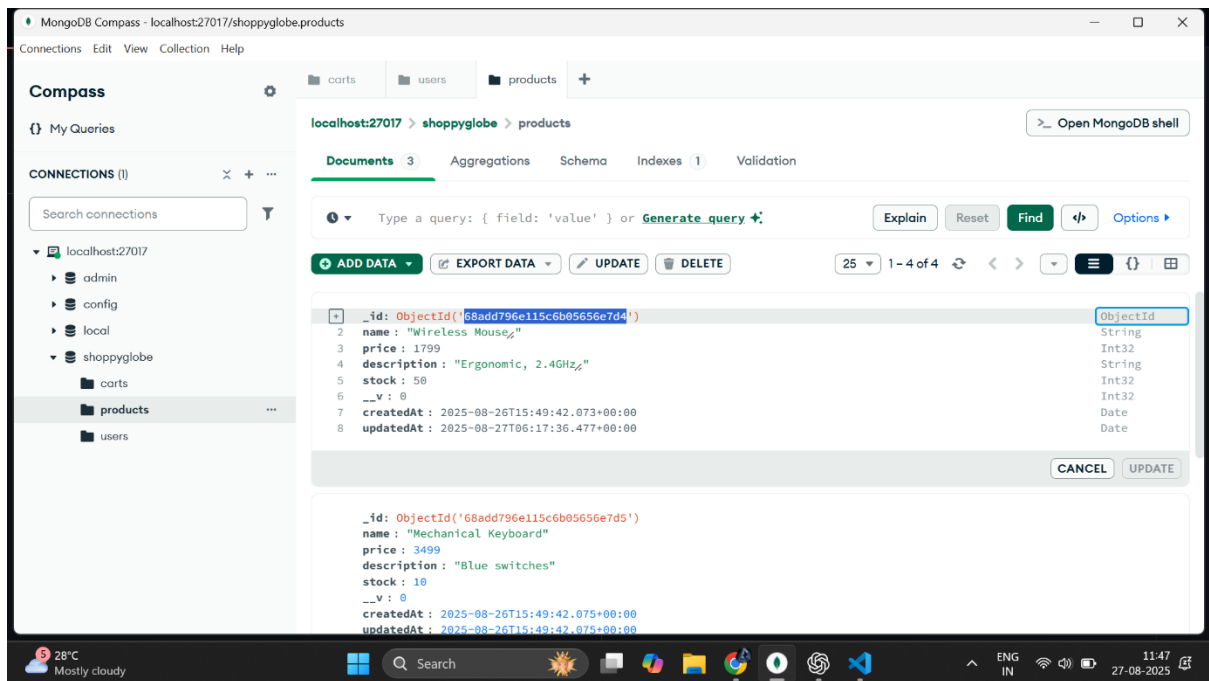 MongoDB Compass - localhost:27017/shoppyglobe.products
Connections Edit View Collection Help
Compass
{} My Queries
CONNECTIONS (1)
Search connections
localhost:27017
admin
config
local
shoppyglobe
carts
products
users
carts users products
localhost:27017 > shoppyglobe > products
>_ Open MongoDB shell
Documents 3 Aggregations Schema Indexes 1 Validation
Type a query: { field: 'value' } or Generate query
Explain Reset Find </> Options
ADD DATA EXPORT DATA UPDATE DELETE
25 1 – 4 of 4 {}
_id: ObjectId('68add796e115c6b05656e7d4') ObjectId
2 name : "Wireless Mouse," String
3 price : 1799 Int32
4 description : "Ergonomic, 2.4GHz," String
5 stock : 50 Int32
6 __v : 0 Int32
7 createdAt : 2025-08-26T15:49:42.073+00:00 Date
8 updatedAt : 2025-08-27T06:17:36.477+00:00 Date
CANCEL UPDATE
_id: ObjectId('68add796e115c6b05656e7d5')
name : "Mechanical Keyboard"
price : 3499
description : "Blue switches"
stock : 10
__v : 0
createdAt : 2025-08-26T15:49:42.075+00:00
updatedAt : 2025-08-26T15:49:42.075+00:00
5
28°C
Mostly cloudy
Search
ENG
IN
11:47
27-08-2025